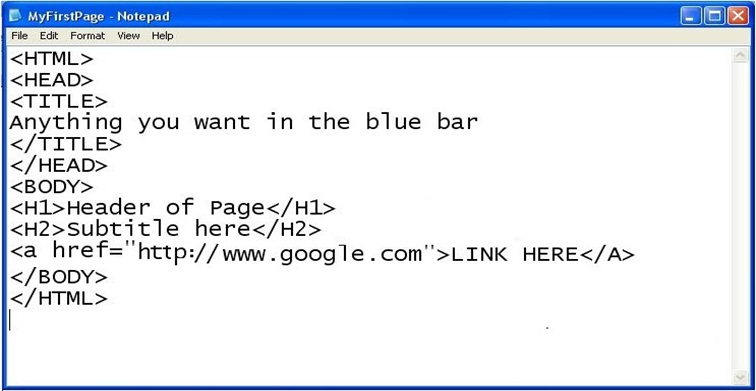 MyFirstPage - Notepad
File Edit Format View Help
<HTML>
<HEAD>
<TITLE>
Anything you want in the blue bar
</TITLE>
</HEAD>
<BODY>
<H1>Header of Page</H1>
<H2>Subtitle here</H2>
<a href="http://www.google.com">LINK HERE</A>
</BODY>
</HTML>